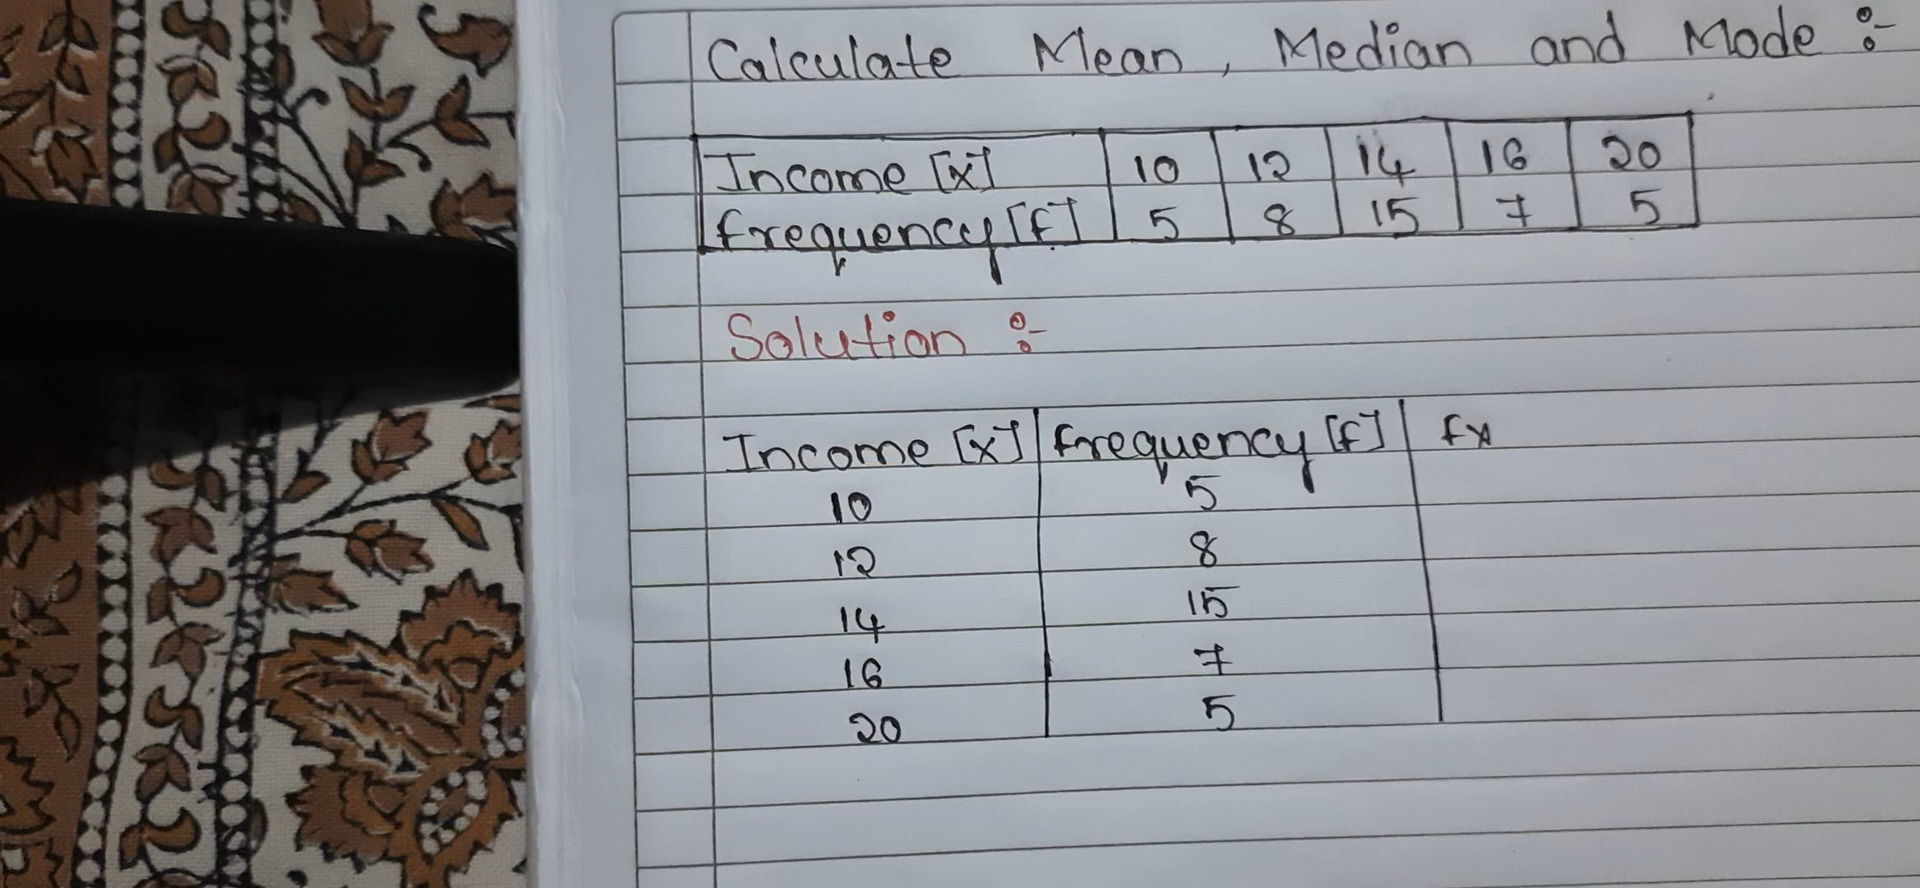 Calculate Mean, Median and Mode :-
Income [x] 10 12 14 16 20
frequency [f] 5 8 15 7 5
Solution :-
Income [x] frequency [f] fx
10 5
12 8
14 15
16 7
20 5